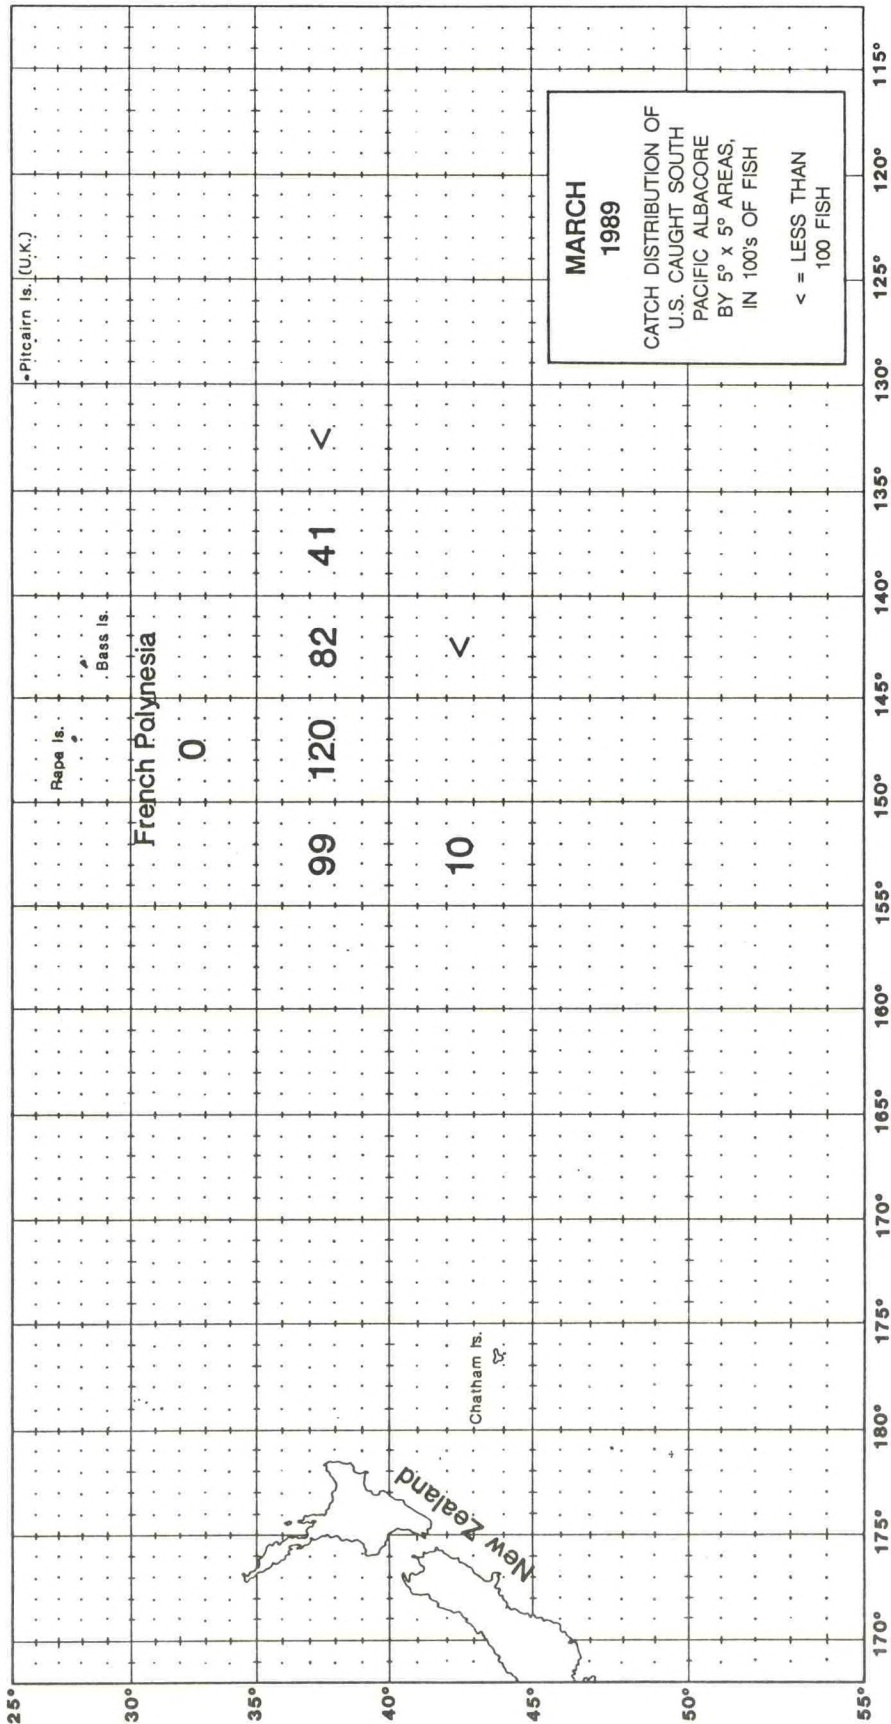 25°
30°
35°
40°
45°
50°
55°
•Pitcairn Is. (U.K.)
Rapa Is.
Bass Is.
French Polynesia
0
99 120 82 41 <
10 <
Chatham Is.
New Zealand
MARCH
1989
CATCH DISTRIBUTION OF
U.S. CAUGHT SOUTH
PACIFIC ALBACORE
BY 5° x 5° AREAS,
IN 100's OF FISH
< = LESS THAN
100 FISH
170° 175° 180° 175° 170° 165° 160° 155° 150° 145° 140° 135° 130° 125° 120° 115°